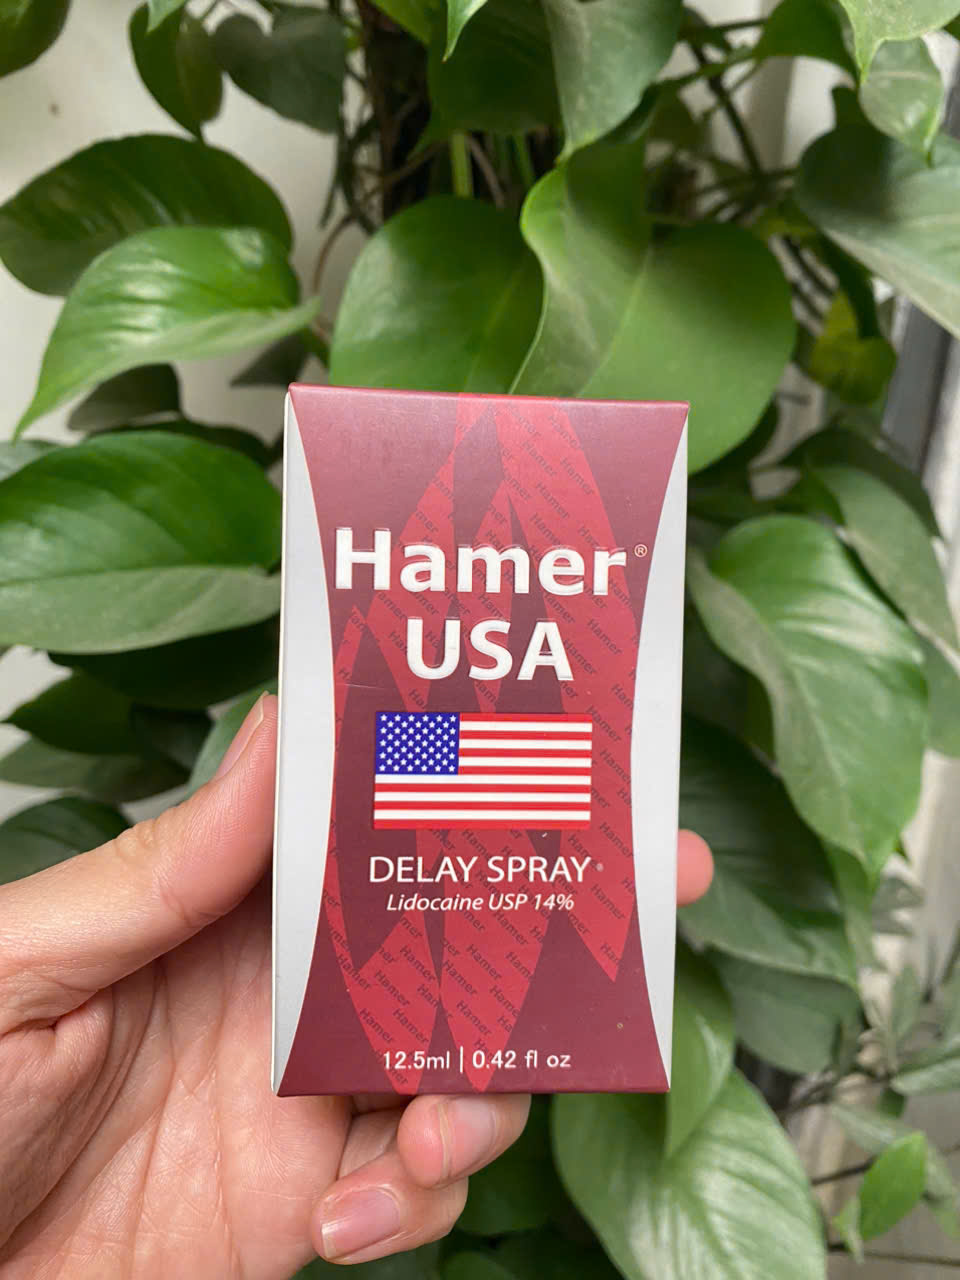 Hamer®
USA
DELAY SPRAY
Lidocaine USP 14%
12.5ml | 0.42 fl oz